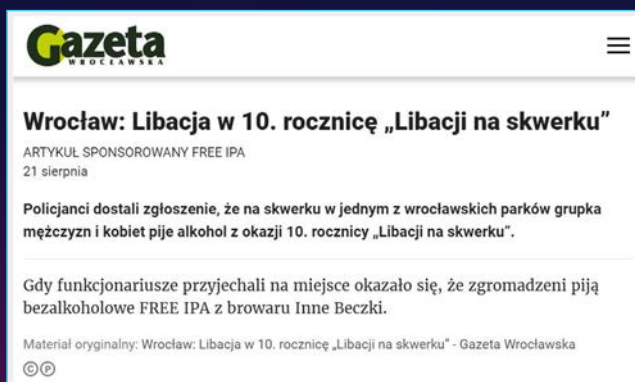 Gazeta
WROCŁAWSKA
Wrocław: Libacja w 10. rocznicę „Libacji na skwerku”
ARTYKUŁ SPONSOROWANY FREE IPA
21 sierpnia
Policjanci dostali zgłoszenie, że na skwerku w jednym z wrocławskich parków grupka
mężczyzn i kobiet pije alkohol z okazji 10. rocznicy „Libacji na skwerku”.
Gdy funkcjonariusze przyjechali na miejsce okazało się, że zgromadzeni piją
bezalkoholowe FREE IPA z browaru Inne Beczki.
Materiał oryginalny: Wrocław: Libacja w 10. rocznicę „Libacji na skwerku” - Gazeta Wrocławska
©℗